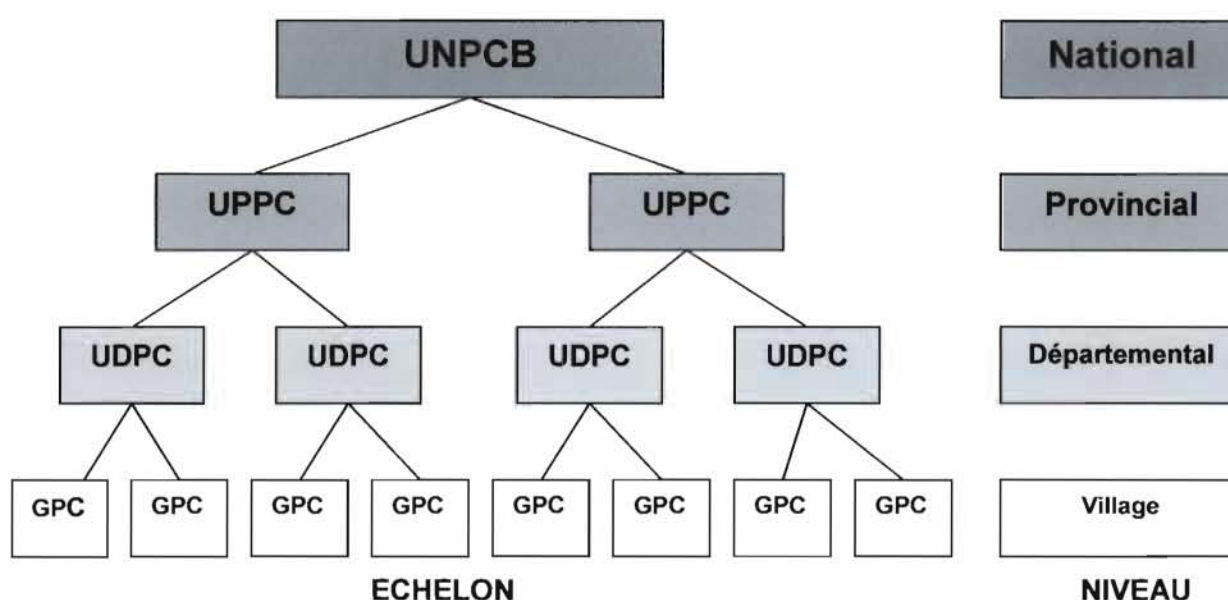 UNPCB National
UPPC UPPC Provincial
UDPC UDPC UDPC UDPC Départemental
GPC GPC GPC GPC GPC GPC GPC GPC Village
ECHELON NIVEAU